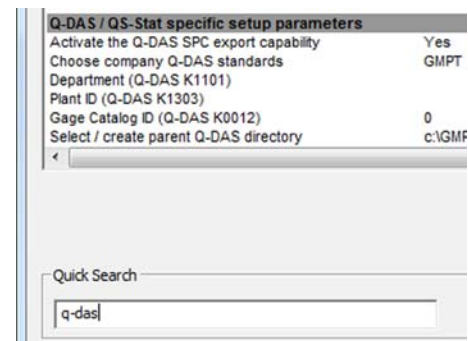 Q-DAS / QS-Stat specific setup parameters
Activate the Q-DAS SPC export capability Yes
Choose company Q-DAS standards GMPT
Department (Q-DAS K1101)
Plant ID (Q-DAS K1303)
Gage Catalog ID (Q-DAS K0012) 0
Select / create parent Q-DAS directory c:\GMP
Quick Search
q-das